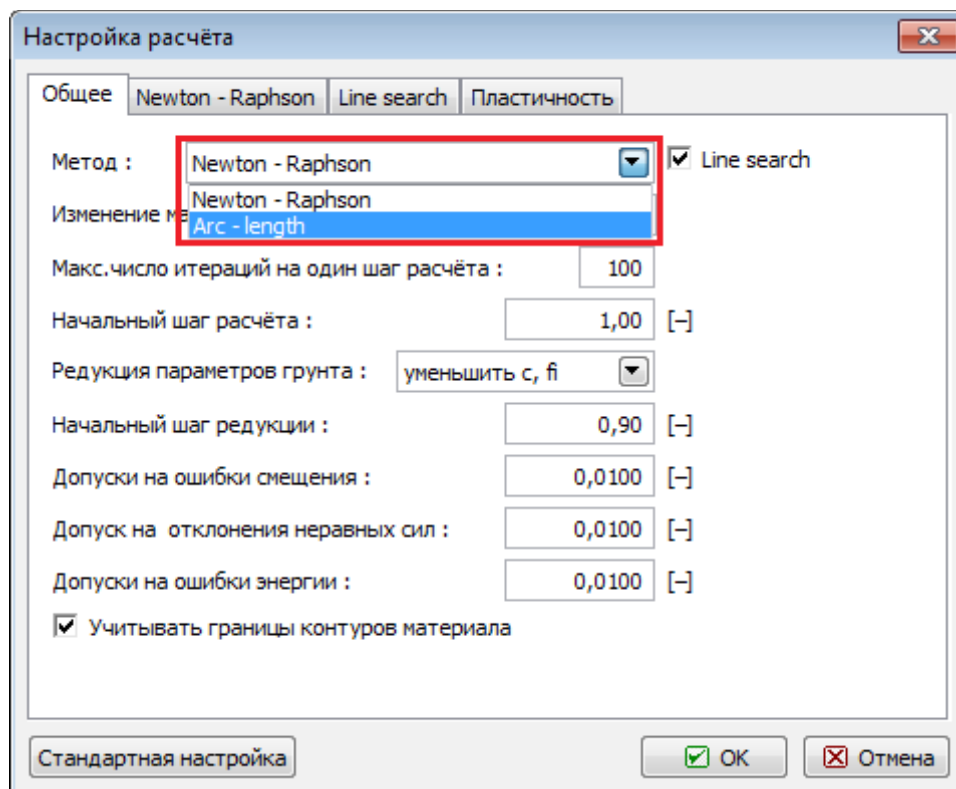 Настройка расчёта
Общее Newton - Raphson Line search Пластичность
Метод : Newton - Raphson Line search
Newton - Raphson
Изменение
Arc - length
Макс.число итераций на один шаг расчёта : 100
Начальный шаг расчёта : 1,00 [–]
Редукция параметров грунта : уменьшить c, fi
Начальный шаг редукции : 0,90 [–]
Допуски на ошибки смещения : 0,0100 [–]
Допуск на отклонения неравных сил : 0,0100 [–]
Допуски на ошибки энергии : 0,0100 [–]
Учитывать границы контуров материала
Стандартная настройка OK Отмена